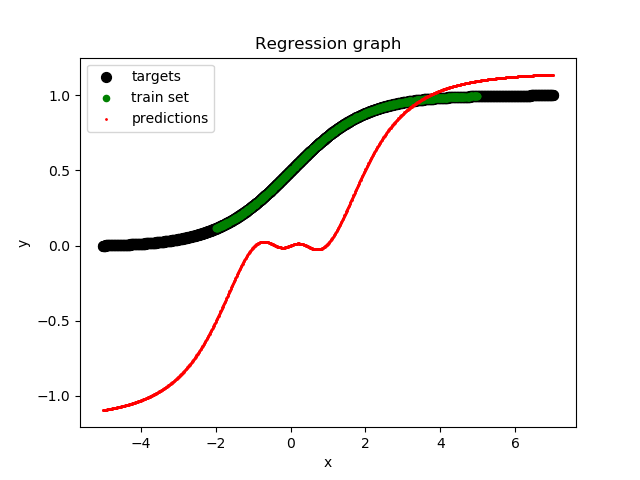 Regression graph
targets
train set
predictions
1.0
0.5
0.0
−0.5
−1.0
y
−4
−2
0
2
4
6
x